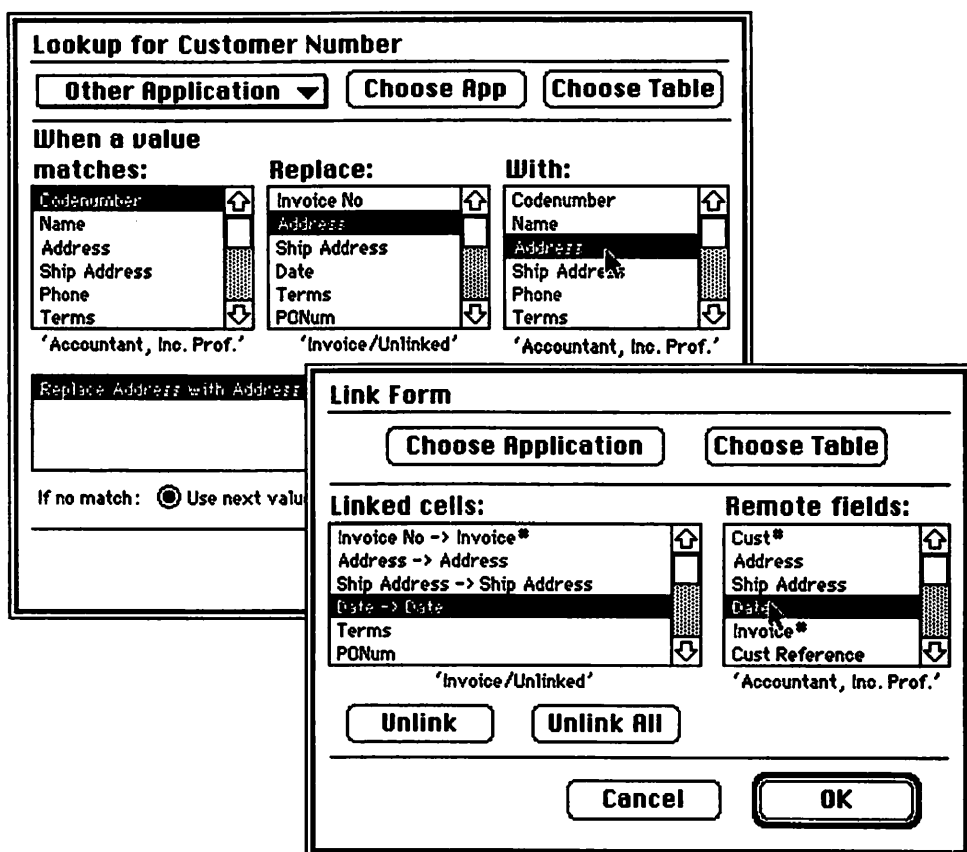 Lookup for Customer Number
Other Application Choose App Choose Table
When a value
matches: Replace: With:
Codenumber
Name
Address
Ship Address
Phone
Terms
'Accountant, Inc. Prof.'
Invoice No
Address
Ship Address
Date
Terms
PONum
'Invoice/Unlinked'
Codenumber
Name
Address
Ship Address
Phone
Terms
'Accountant, Inc. Prof.'
Replace Address with Address
If no match: Use next
Link Form
Choose Application Choose Table
Linked cells:
Invoice No -> Invoice#
Address -> Address
Ship Address -> Ship Address
Date -> Date
Terms
PONum
'Invoice/Unlinked'
Remote fields:
Cust#
Address
Ship Address
Date
Invoice#
Cust Reference
'Accountant, Inc. Prof.'
Unlink Unlink All
Cancel OK